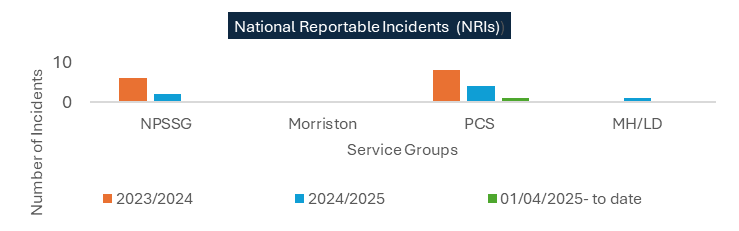 National Reportable Incidents (NRIs))
10
0
Number of Incidents
NPSSG Morriston PCS MH/LD
Service Groups
2023/2024 2024/2025 01/04/2025- to date